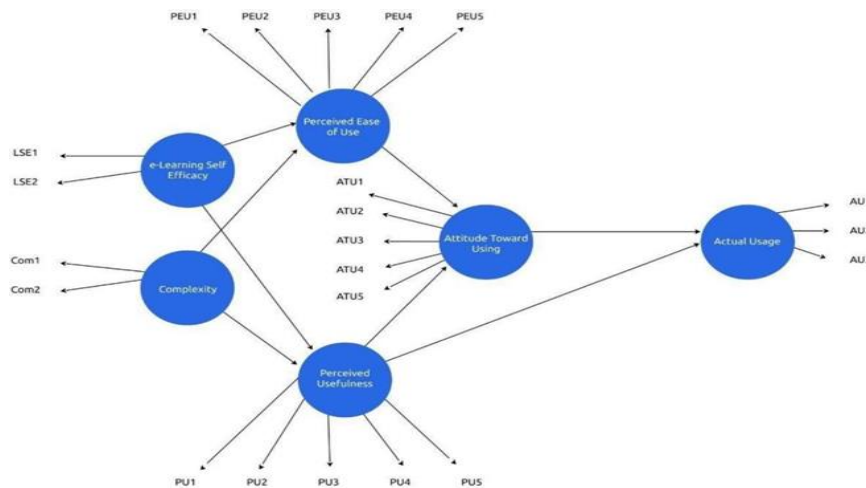 PEU1
PEU2
PEU3
PEU4
PEU5
Perceived Ease
of Use
LSE1
LSE2
e-Learning Self
Efficacy
ATU1
ATU2
ATU3
ATU4
ATU5
Attitude Toward
Using
AU
AU
AU
Actual Usage
Com1
Com2
Complexity
Perceived
Usefulness
PU1
PU2
PU3
PU4
PU5